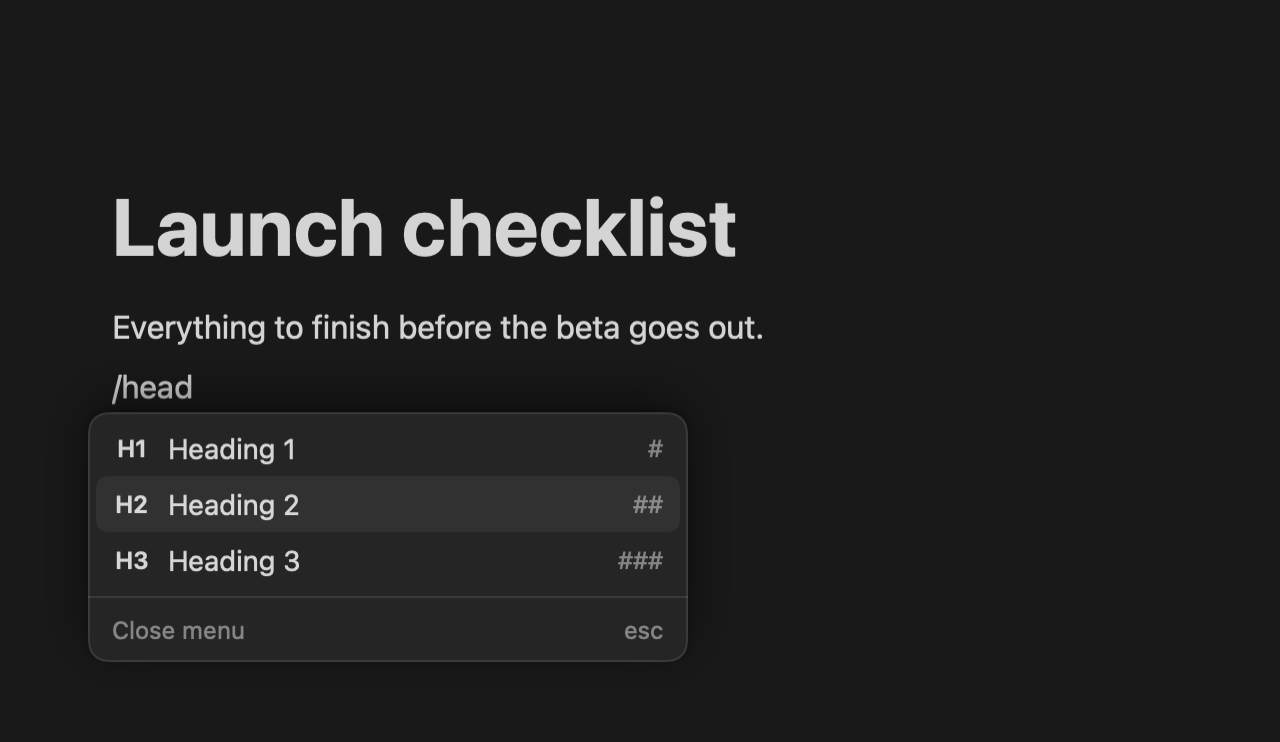 Launch checklist
Everything to finish before the beta goes out.
/head
H1 Heading 1 #
H2 Heading 2 ##
H3 Heading 3 ###
Close menu esc